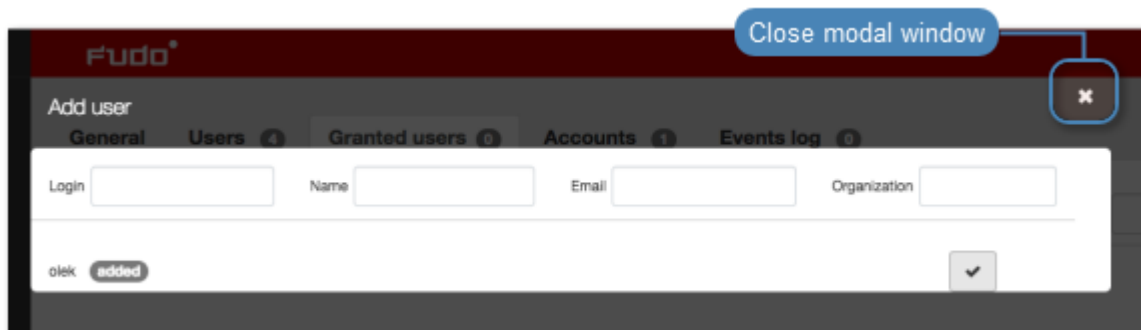 Close modal window
Fudo
Add user
General Users 4 Granted users 0 Accounts 1 Events log 0
Login Name Email Organization
olek added